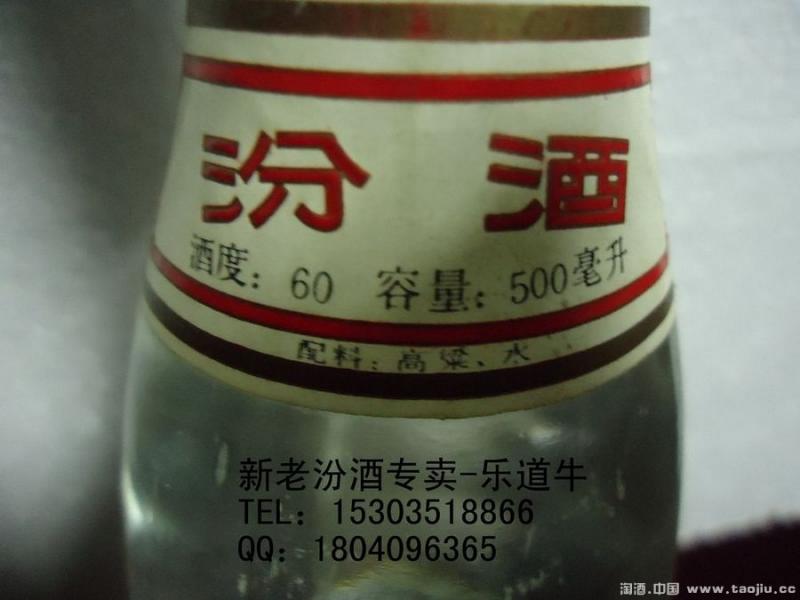 汾酒
酒度：60 容量：500毫升
配料：高粱、水
新老汾酒专卖-乐道牛
TEL：15303518866
QQ：1804096365
淘酒.中国 www.taojiu.cc